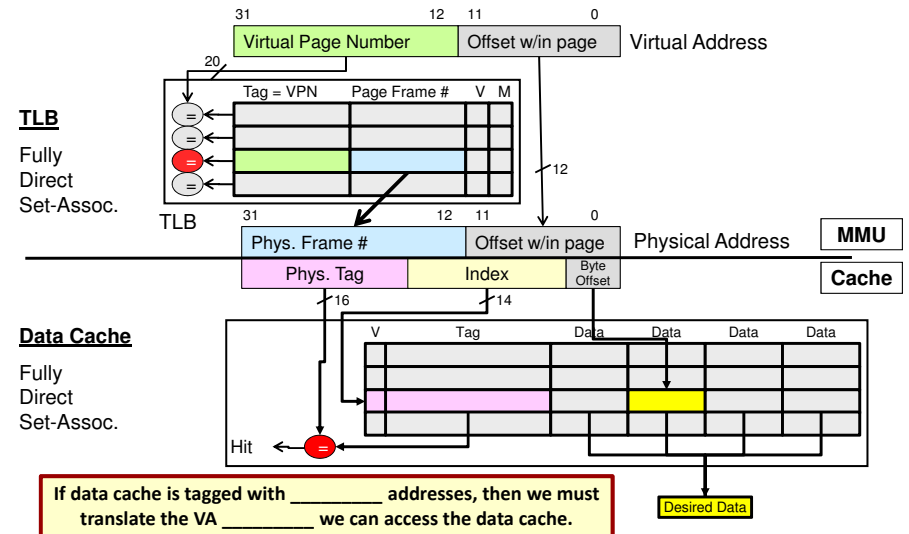 31 12 11 0
Virtual Page Number Offset w/in page Virtual Address
20
Tag = VPN Page Frame # V M
TLB
=
=
Fully
=
Direct
12
=
Set-Assoc.
TLB
31 12 11 0
Phys. Frame # Offset w/in page Physical Address MMU
Phys. Tag Index Byte Offset Cache
16 14
Data Cache
V Tag Data Data Data Data
Fully
Direct
Set-Assoc.
Hit =
If data cache is tagged with _________ addresses, then we must
translate the VA _________ we can access the data cache.
Desired Data